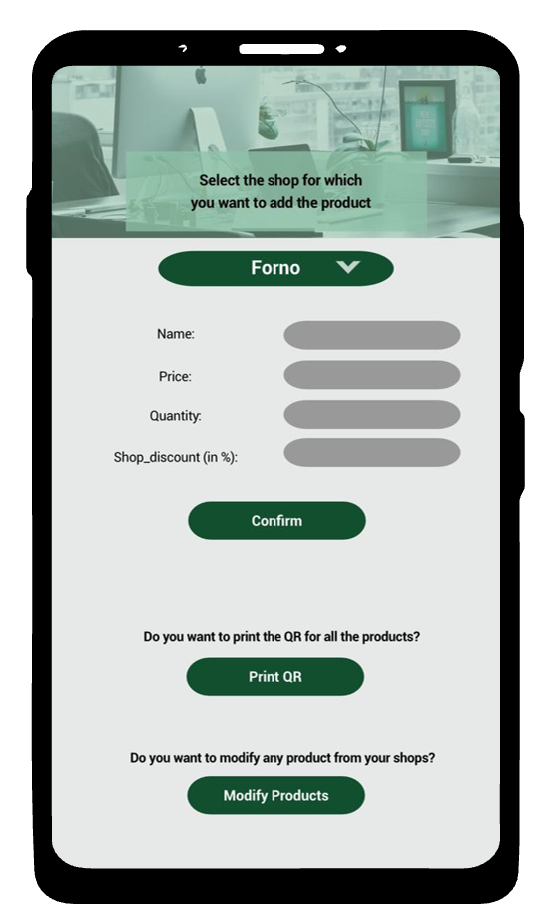 Select the shop for which
you want to add the product
Forno
Name:
Price:
Quantity:
Shop_discount (in %):
Confirm
Do you want to print the QR for all the products?
Print QR
Do you want to modify any product from your shops?
Modify Products